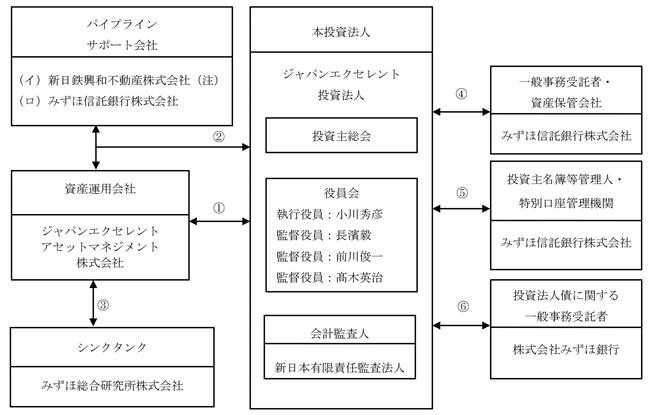 パイプライン
サポート会社
（イ）新日鉄興和不動産株式会社（注）
（ロ）みずほ信託銀行株式会社
②
資産運用会社
ジャパンエクセレント
アセットマネジメント
株式会社
①
③
シンクタンク
みずほ総合研究所株式会社
本投資法人
ジャパンエクセレント
投資法人
投資主総会
役員会
執行役員：小川秀彦
監督役員：長濱毅
監督役員：前川俊一
監督役員：髙木英治
会計監査人
新日本有限責任監査法人
④
一般事務受託者・
資産保管会社
みずほ信託銀行株式会社
⑤
投資主名簿等管理人・
特別口座管理機関
みずほ信託銀行株式会社
⑥
投資法人債に関する
一般事務受託者
株式会社みずほ銀行